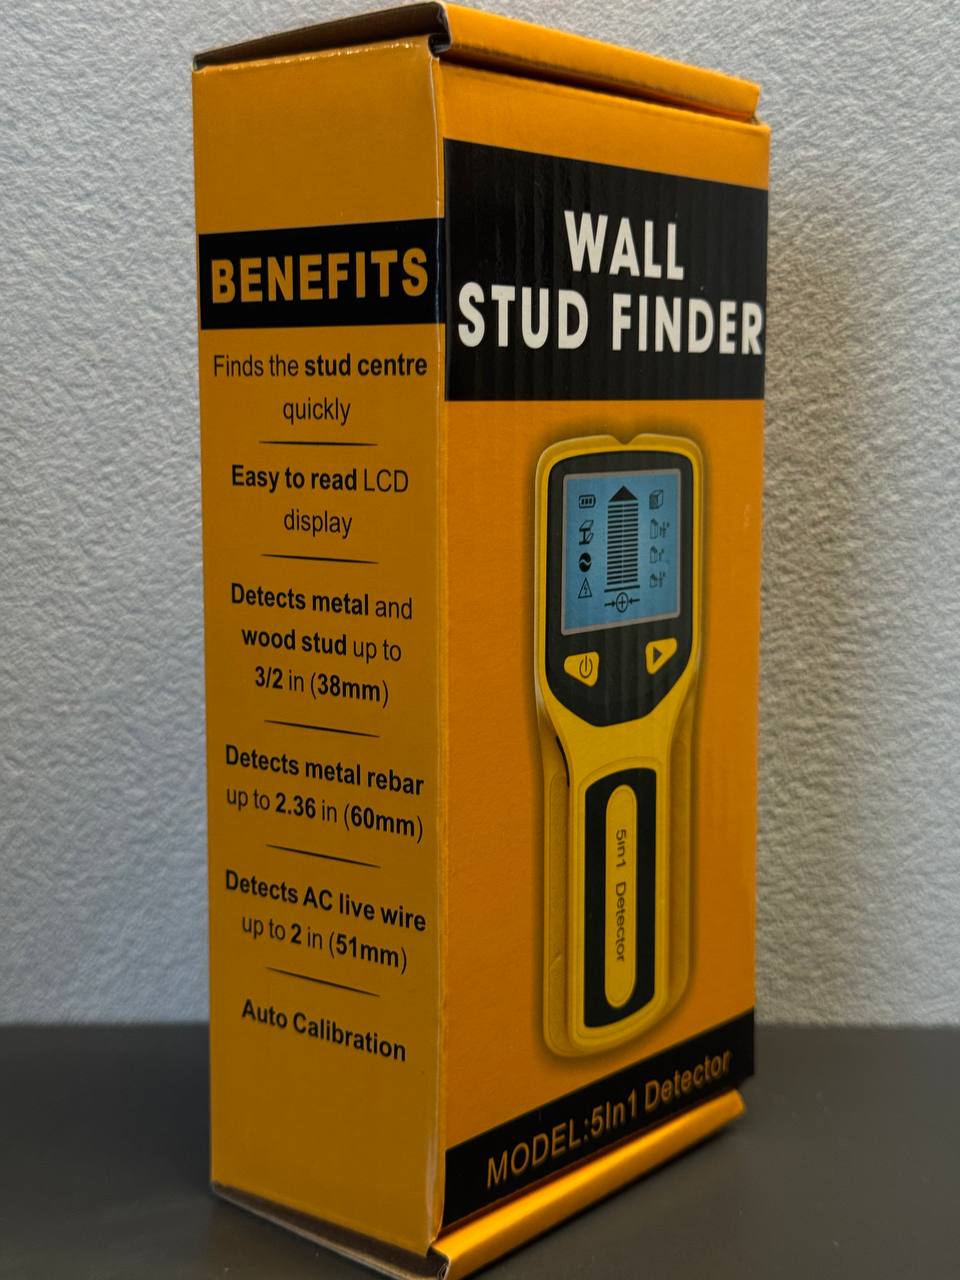 BENEFITS
Finds the stud centre
quickly
Easy to read LCD
display
Detects metal and
wood stud up to
3/2 in (38mm)
Detects metal rebar
up to 2.36 in (60mm)
Detects AC live wire
up to 2 in (51mm)
Auto Calibration
WALL
STUD FINDER
5in1 Detector
MODEL:5In1 Detector